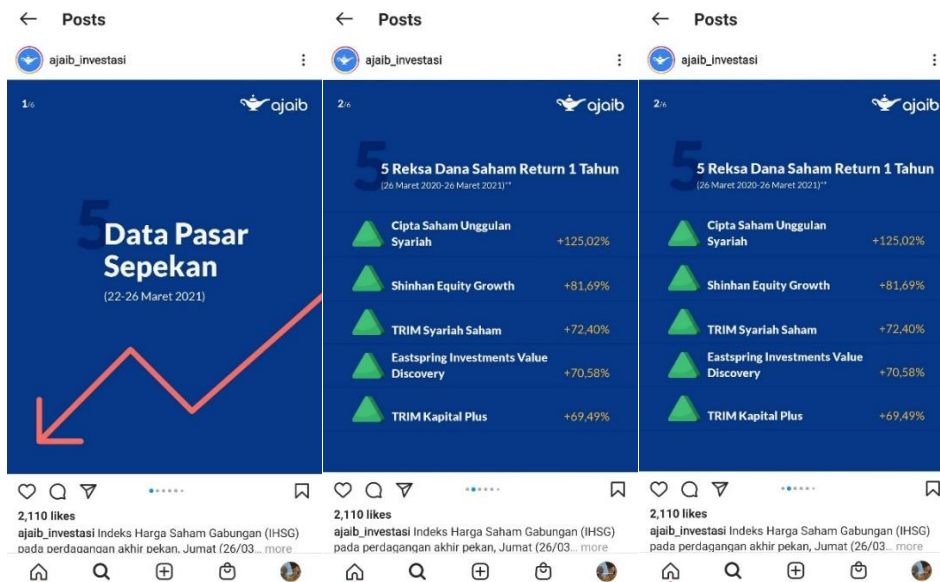 Posts
ajaib_investasi
1/6
ajaib
5
Data Pasar
Sepekan
(22-26 Maret 2021)
2,110 likes
ajaib_investasi Indeks Harga Saham Gabungan (IHSG)
pada perdagangan akhir pekan, Jumat (26/03... more
Posts
ajaib_investasi
2/6
ajaib
5
5 Reksa Dana Saham Return 1 Tahun
(26 Maret 2020-26 Maret 2021)**
Cipta Saham Unggulan
Syariah +125,02%
Shinhan Equity Growth +81,69%
TRIM Syariah Saham +72,40%
Eastspring Investments Value
Discovery +70,58%
TRIM Kapital Plus +69,49%
2,110 likes
ajaib_investasi Indeks Harga Saham Gabungan (IHSG)
pada perdagangan akhir pekan, Jumat (26/03... more
Posts
ajaib_investasi
2/6
ajaib
5
5 Reksa Dana Saham Return 1 Tahun
(26 Maret 2020-26 Maret 2021)**
Cipta Saham Unggulan
Syariah +125,02%
Shinhan Equity Growth +81,69%
TRIM Syariah Saham +72,40%
Eastspring Investments Value
Discovery +70,58%
TRIM Kapital Plus +69,49%
2,110 likes
ajaib_investasi Indeks Harga Saham Gabungan (IHSG)
pada perdagangan akhir pekan, Jumat (26/03... more